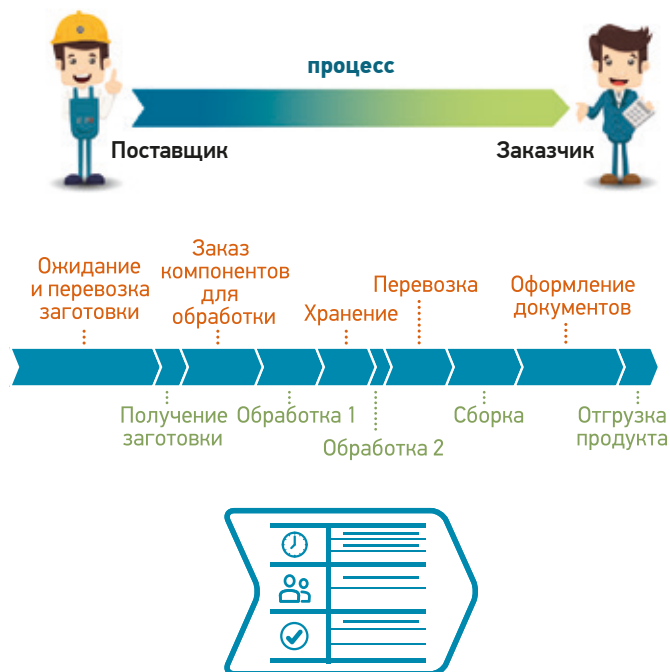 процесс
Поставщик
Заказчик
Ожидание
и перевозка
заготовки
Заказ
компонентов
для
обработки
Хранение
Перевозка
Оформление
документов
Получение
заготовки
Обработка 1
Обработка 2
Сборка
Отгрузка
продукта